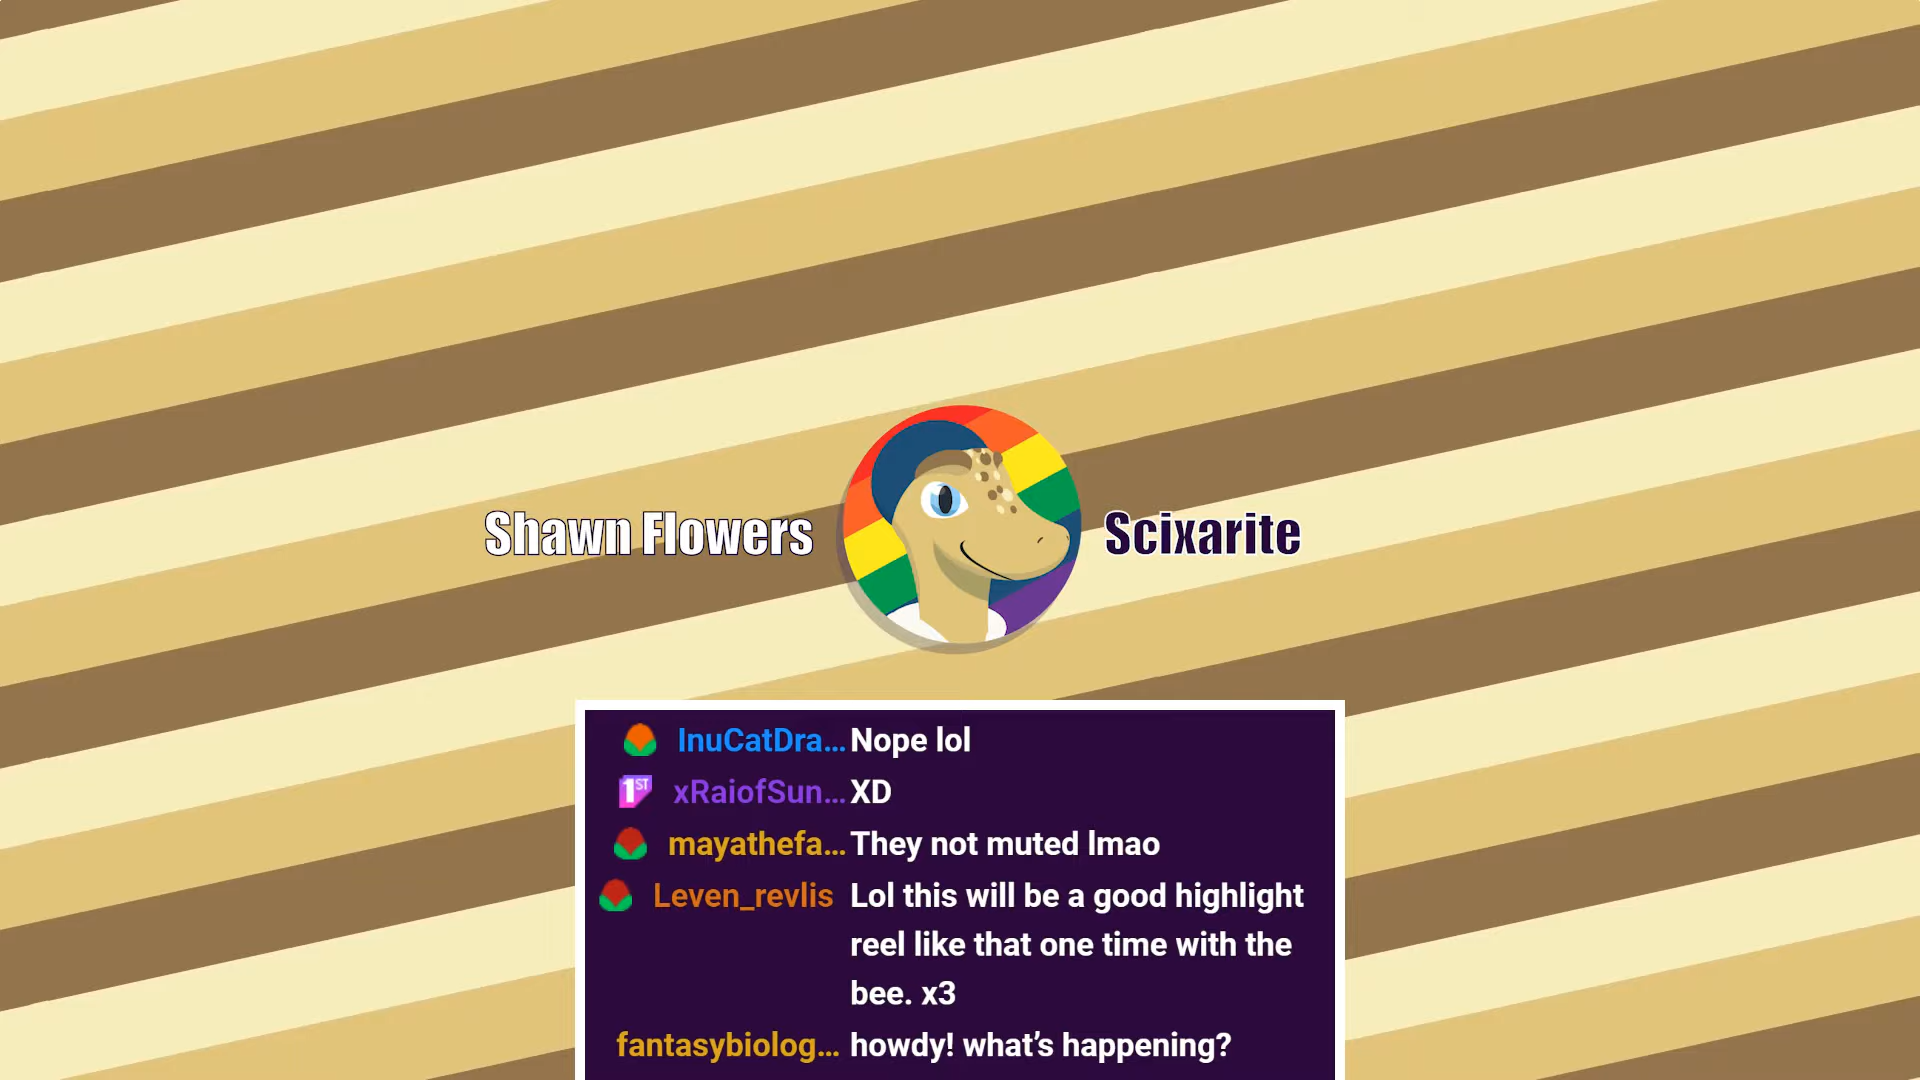 Shawn Flowers
Scixarite
InuCatDra... Nope lol
1ST xRaiofSun... XD
mayathefa... They not muted lmao
Leven_revlis Lol this will be a good highlight
reel like that one time with the
bee. x3
fantasybiolog... howdy! what’s happening?